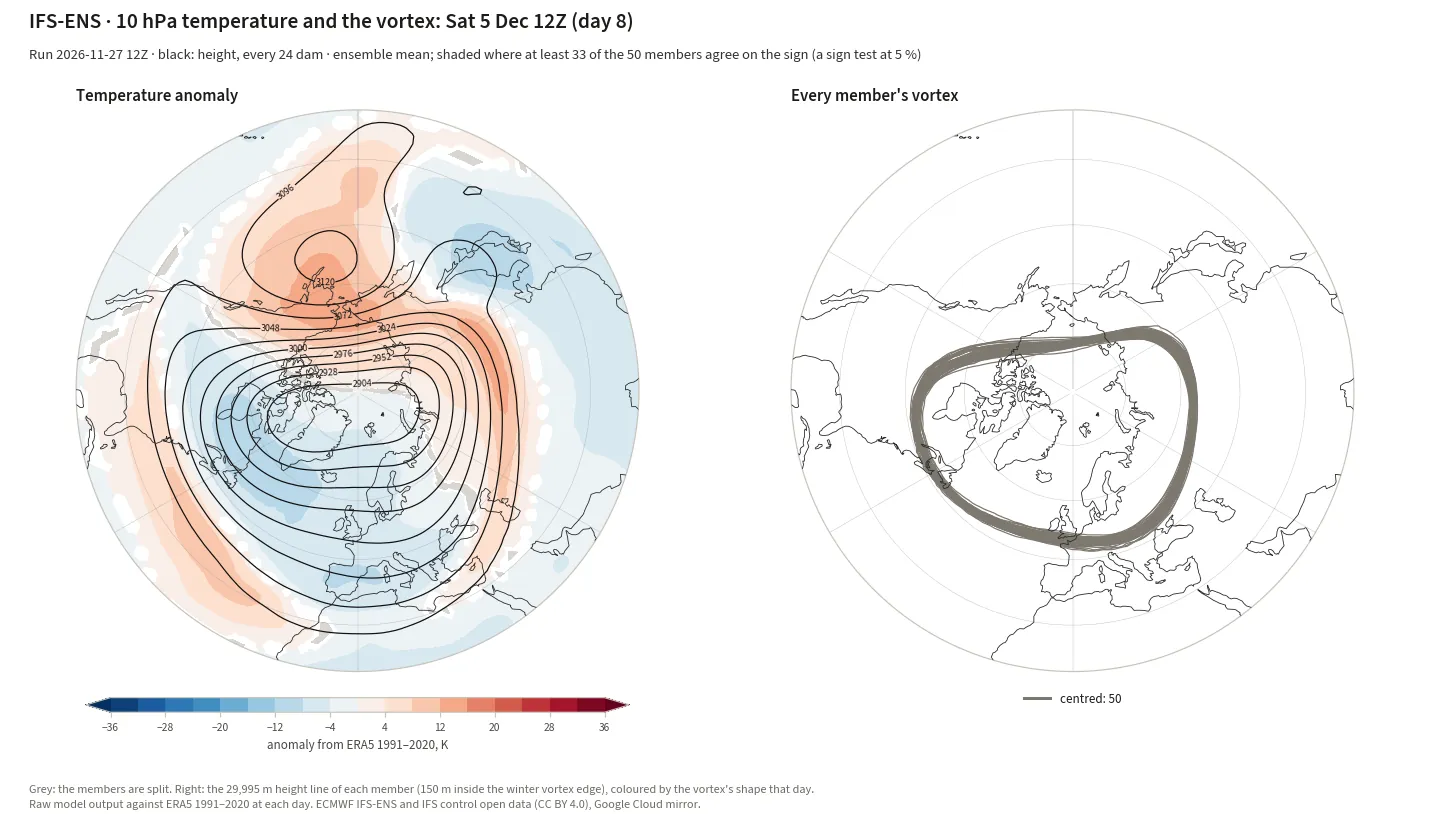 IFS-ENS · 10 hPa temperature and the vortex: Sat 5 Dec 12Z (day 8)
Run 2026-11-27 12Z · black: height, every 24 dam · ensemble mean; shaded where at least 33 of the 50 members agree on the sign (a sign test at 5 %)
Temperature anomaly
Every member's vortex
3096
3120
3072
3048
3024
3000
2976
2952
2928
2904
centred: 50
−36 −28 −20 −12 −4 4 12 20 28 36
anomaly from ERA5 1991–2020, K
Grey: the members are split. Right: the 29,995 m height line of each member (150 m inside the winter vortex edge), coloured by the vortex's shape that day.
Raw model output against ERA5 1991–2020 at each day. ECMWF IFS-ENS and IFS control open data (CC BY 4.0), Google Cloud mirror.